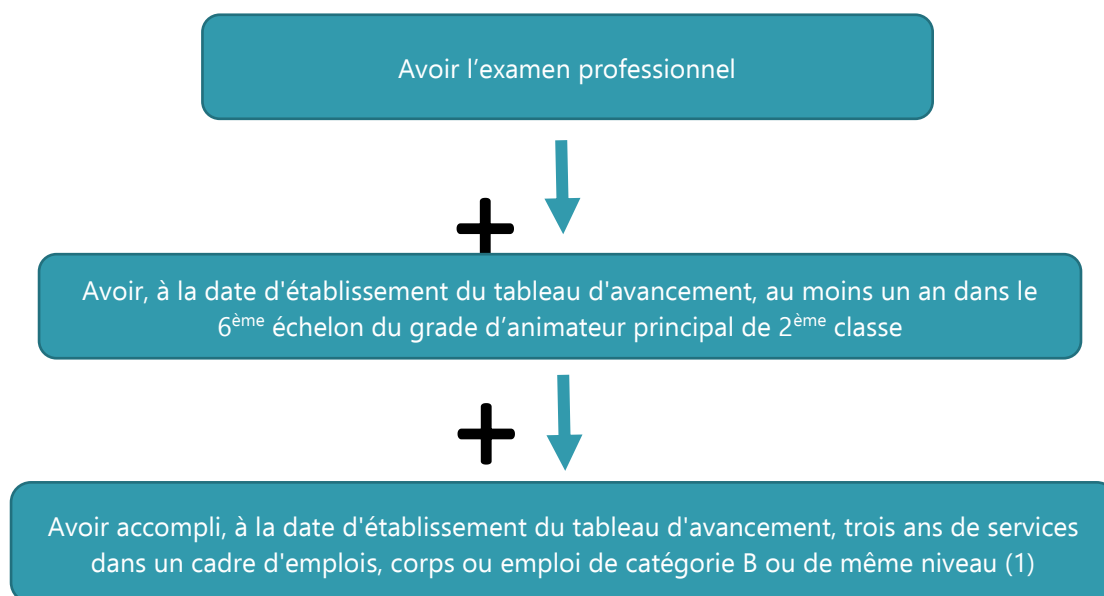 Avoir l’examen professionnel
Avoir, à la date d'établissement du tableau d'avancement, au moins un an dans le
6ème échelon du grade d’animateur principal de 2ème classe
Avoir accompli, à la date d'établissement du tableau d'avancement, trois ans de services
dans un cadre d'emplois, corps ou emploi de catégorie B ou de même niveau (1)